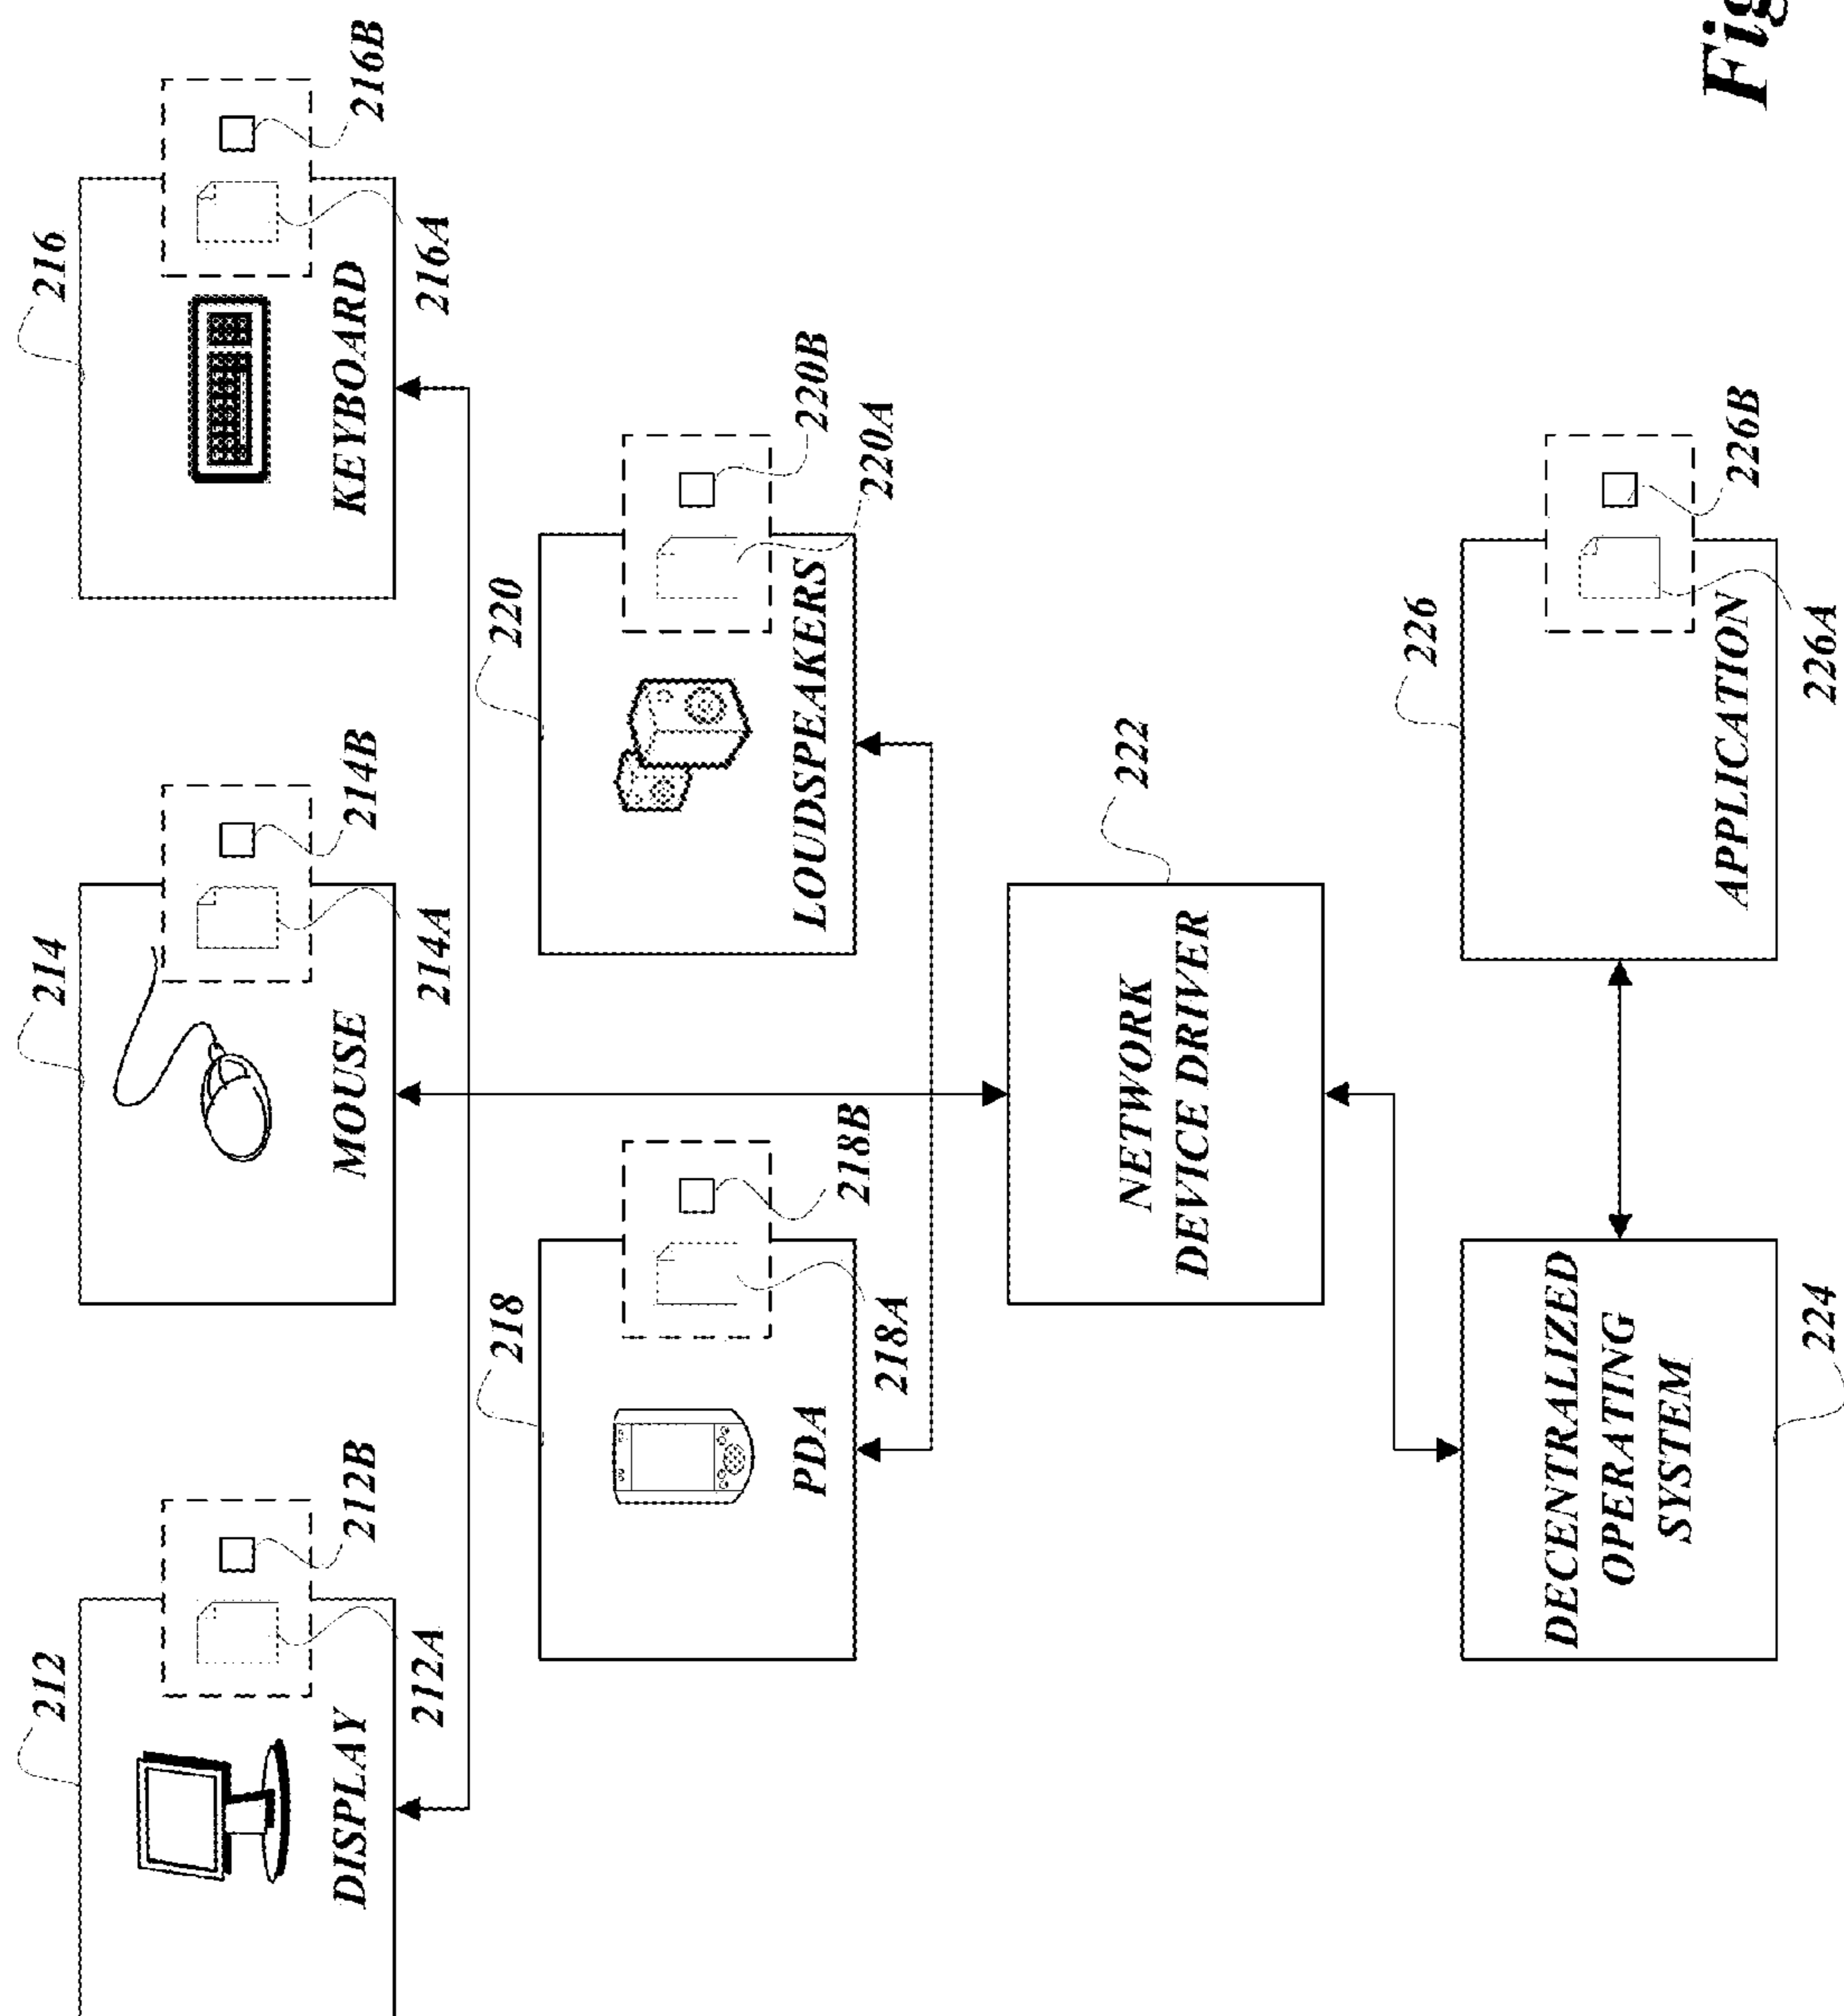 212
DISPLAY
212A
212B
214
MOUSE
214A
214B
216
KEYBOARD
216A
216B
218
PDA
218A
218B
220
LOUDSPEAKERS
220A
220B
NETWORK
DEVICE DRIVER
222
DECENTRALIZED
OPERATING
SYSTEM
224
226
APPLICATION
226A
226B
Fig